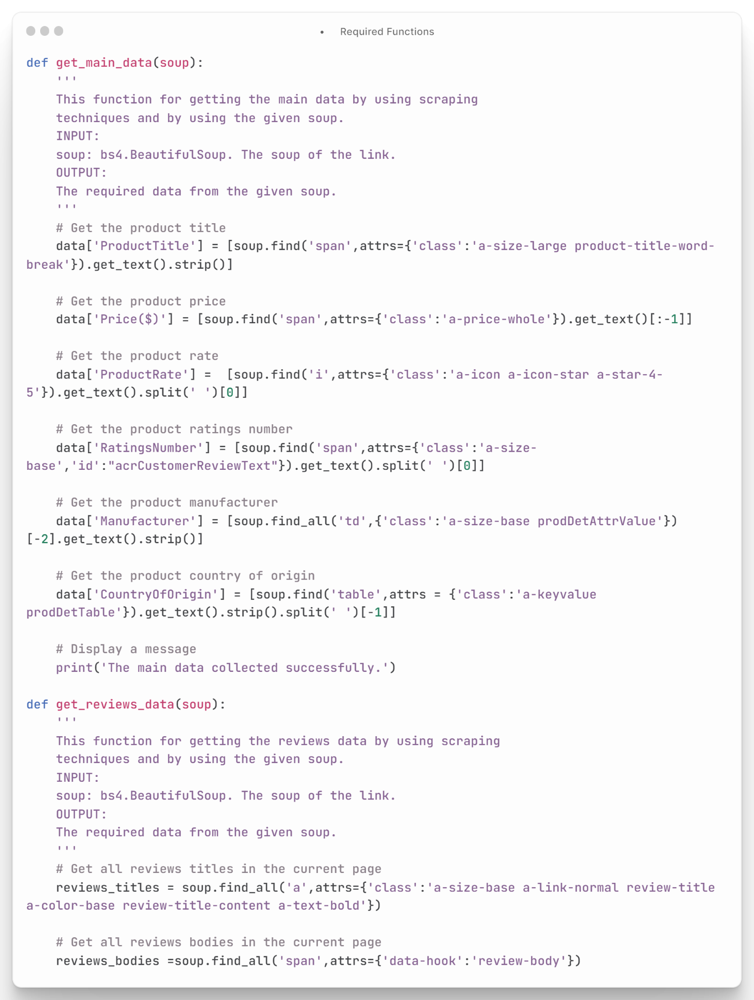 • Required Functions
def get_main_data(soup):
    '''
    This function for getting the main data by using scraping
    techniques and by using the given soup.
    INPUT:
    soup: bs4.BeautifulSoup. The soup of the link.
    OUTPUT:
    The required data from the given soup.
    '''
    # Get the product title
    data['ProductTitle'] = [soup.find('span',attrs={'class':'a-size-large product-title-word-
break'}).get_text().strip()]

    # Get the product price
    data['Price($)'] = [soup.find('span',attrs={'class':'a-price-whole'}).get_text()[:-1]]

    # Get the product rate
    data['ProductRate'] =  [soup.find('i',attrs={'class':'a-icon a-icon-star a-star-4-
5'}).get_text().split(' ')[0]]

    # Get the product ratings number
    data['RatingsNumber'] = [soup.find('span',attrs={'class':'a-size-
base','id':"acrCustomerReviewText"}).get_text().split(' ')[0]]

    # Get the product manufacturer
    data['Manufacturer'] = [soup.find_all('td',{'class':'a-size-base prodDetAttrValue'})
[-2].get_text().strip()]

    # Get the product country of origin
    data['CountryOfOrigin'] = [soup.find('table',attrs = {'class':'a-keyvalue
prodDetTable'}).get_text().strip().split(' ')[-1]]

    # Display a message
    print('The main data collected successfully.')

def get_reviews_data(soup):
    '''
    This function for getting the reviews data by using scraping
    techniques and by using the given soup.
    INPUT:
    soup: bs4.BeautifulSoup. The soup of the link.
    OUTPUT:
    The required data from the given soup.
    '''
    # Get all reviews titles in the current page
    reviews_titles = soup.find_all('a',attrs={'class':'a-size-base a-link-normal review-title
a-color-base review-title-content a-text-bold'})

    # Get all reviews bodies in the current page
    reviews_bodies =soup.find_all('span',attrs={'data-hook':'review-body'})